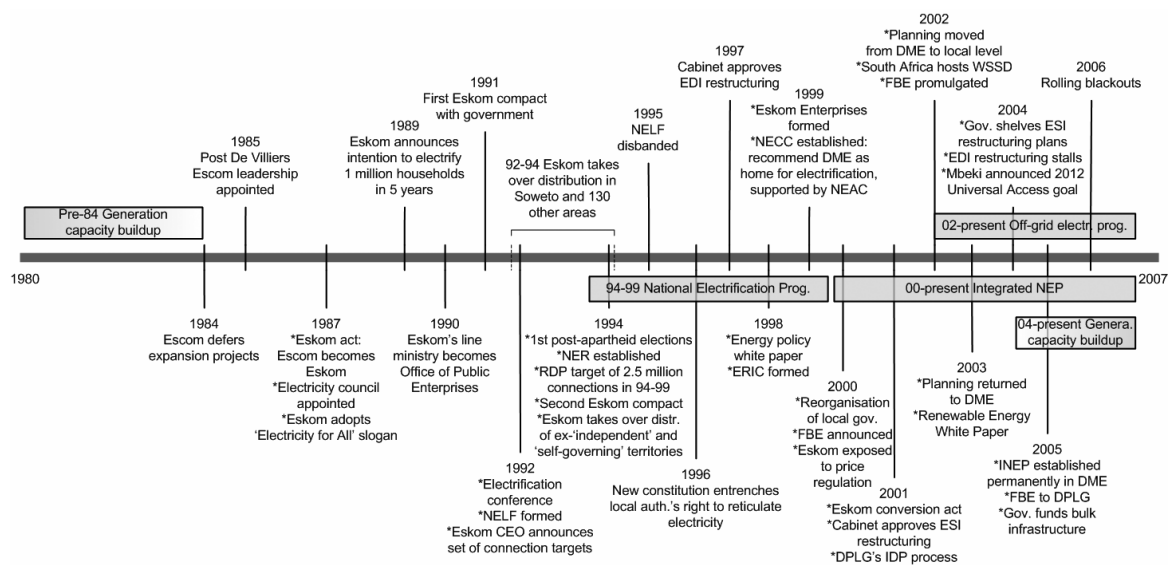 2002
*Planning moved
from DME to local level
*South Africa hosts WSSD
*FBE promulgated
1997
Cabinet approves
EDI restructuring
2006
Rolling blackouts
1991
First Eskom compact
with government
1999
*Eskom Enterprises
formed
*NECC established:
recommend DME as
home for electrification,
supported by NEAC
2004
*Gov. shelves ESI
restructuring plans
*EDI restructuring stalls
*Mbeki announced 2012
Universal Access goal
1995
NELF
disbanded
1989
Eskom announces
intention to electrify
1 million households
in 5 years
1985
Post De Villiers
Escom leadership
appointed
92-94 Eskom takes
over distribution in
Soweto and 130
other areas
Pre-84 Generation
capacity buildup
02-present Off-grid electr. prog.
1980
2007
94-99 National Electrification Prog.
00-present Integrated NEP
04-present Genera.
capacity buildup
1984
Escom defers
expansion projects
1987
*Eskom act:
Escom becomes
Eskom
*Electricity council
appointed
*Eskom adopts
‘Electricity for All’ slogan
1990
Eskom’s line
ministry becomes
Office of Public
Enterprises
1994
*1st post-apartheid elections
*NER established
*RDP target of 2.5 million
connections in 94-99
*Second Eskom compact
*Eskom takes over distr.
of ex-‘independent’ and
‘self-governing’ territories
1998
*Energy policy
white paper
*ERIC formed
2000
*Reorganisation
of local gov.
*FBE announced
*Eskom exposed
to price
regulation
2003
*Planning returned
to DME
*Renewable Energy
White Paper
1992
*Electrification
conference
*NELF formed
*Eskom CEO announces
set of connection targets
1996
New constitution entrenches
local auth.’s right to reticulate
electricity
2001
*Eskom conversion act
*Cabinet approves ESI
restructuring
*DPLG’s IDP process
2005
*INEP established
permanently in DME
*FBE to DPLG
*Gov. funds bulk
infrastructure